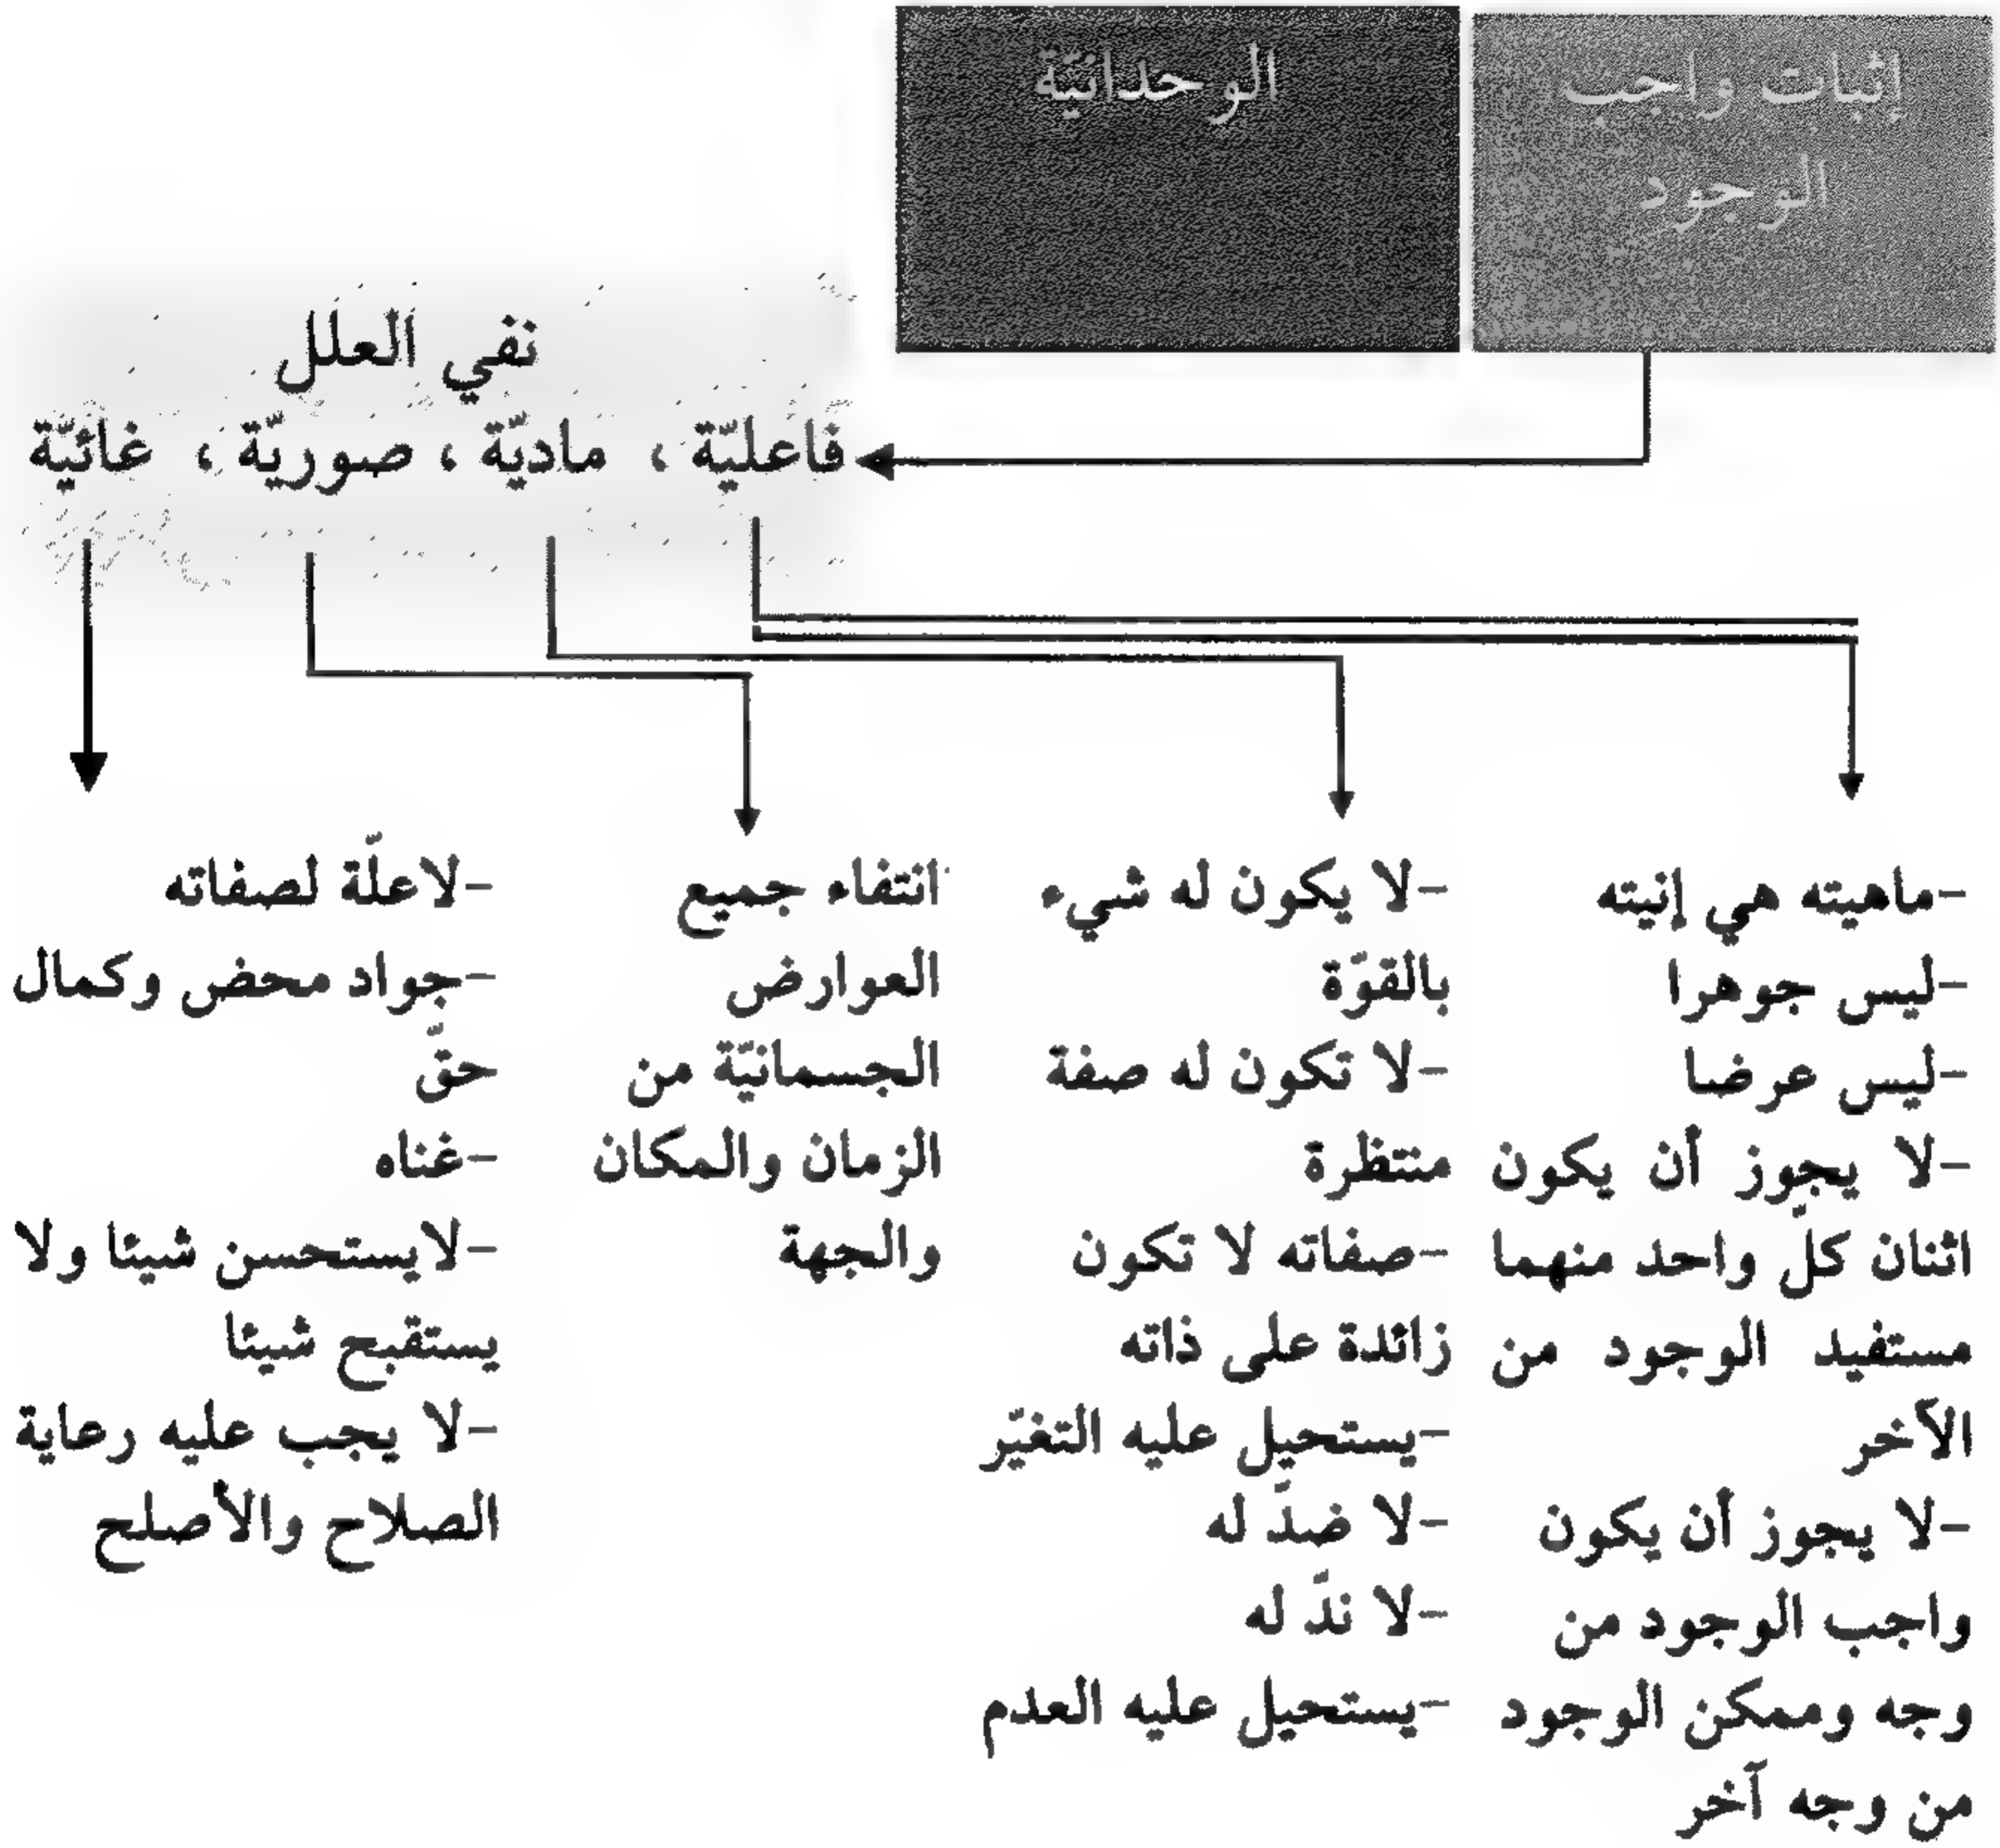 إثبات واجب
الوجود
الوحدانيّة
نفي العلل
فاعليّة ، ماديّة ، صوريّة ، غائيّة
-ماهيته هي إنيته
-ليس جوهرا
-ليس عرضا
-لا يجوز أن يكون
اثنان كلّ واحد منهما
مستفيد الوجود من
الآخر
-لا يجوز أن يكون
واجب الوجود من
وجه وممكن الوجود
من وجه آخر
-لا يكون له شيء
بالقوّة
-لا تكون له صفة
منتظرة
-صفاته لا تكون
زائدة على ذاته
-يستحيل عليه التغيّر
-لا ضدّ له
-لا ندّ له
-يستحيل عليه العدم
انتفاء جميع
العوارض
الجسمانيّة من
الزمان والمكان
والجهة
-لاعلّة لصفاته
-جواد محض وكمال
حقّ
-غناه
-لايستحسن شيئا ولا
يستقبح شيئا
-لا يجب عليه رعاية
الصلاح والأصلح